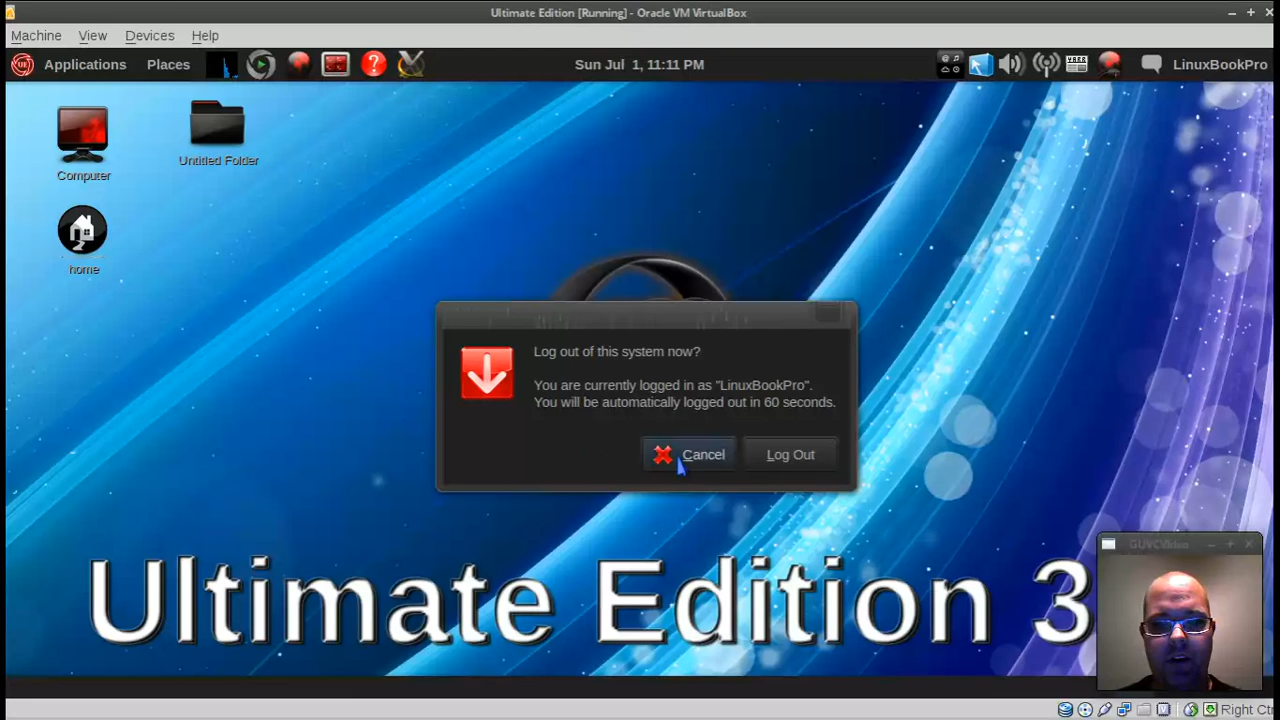 Ultimate Edition [Running] - Oracle VM VirtualBox
Machine View Devices Help
Applications Places Sun Jul 1, 11:11 PM LinuxBookPro
Computer
Untitled Folder
home
Log out of this system now?
You are currently logged in as "LinuxBookPro".
You will be automatically logged out in 60 seconds.
Cancel Log Out
Ultimate Edition 3
GUVCVideo
Right Ctr